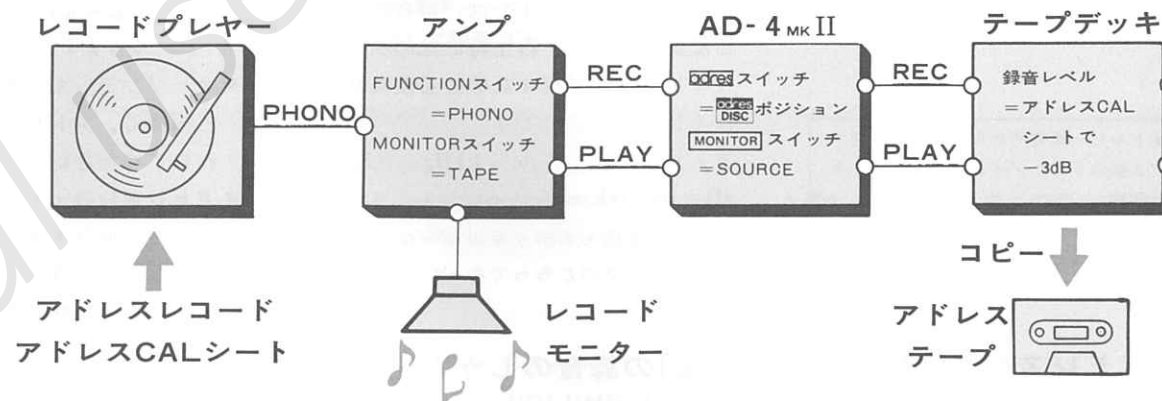 レコードプレヤー
アンプ
AD-4 MK II
テープデッキ
PHONO
FUNCTIONスイッチ
=PHONO
MONITORスイッチ
=TAPE
REC
PLAY
adresスイッチ
=adres DISCポジション
MONITOR スイッチ
=SOURCE
REC
PLAY
録音レベル
=アドレスCAL
シートで
-3dB
アドレスレコード
アドレスCALシート
レコード
モニター
コピー
アドレス
テープ